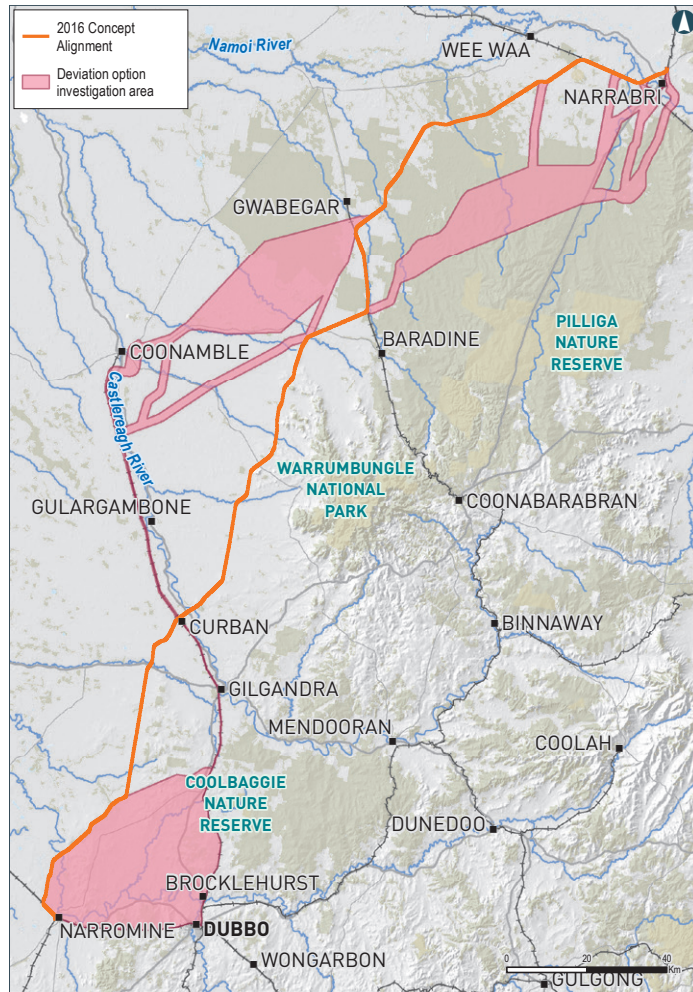 2016 Concept
Alignment
Deviation option
investigation area
Namoi River
WEE WAA
NARRABRI
GWABEGAR
COONAMBLE
BARADINE
PILLIGA
NATURE
RESERVE
Castlereagh River
WARRUMBUNGLE
NATIONAL
PARK
GULARGAMBONE
COONABARABRAN
CURBAN
BINNAWAY
GILGANDRA
MENDOORAN
COOLAH
COOLBAGGIE
NATURE
RESERVE
DUNEDOO
BROCKLEHURST
NARROMINE
DUBBO
WONGARBON
0 20 40
Km
GULGONG